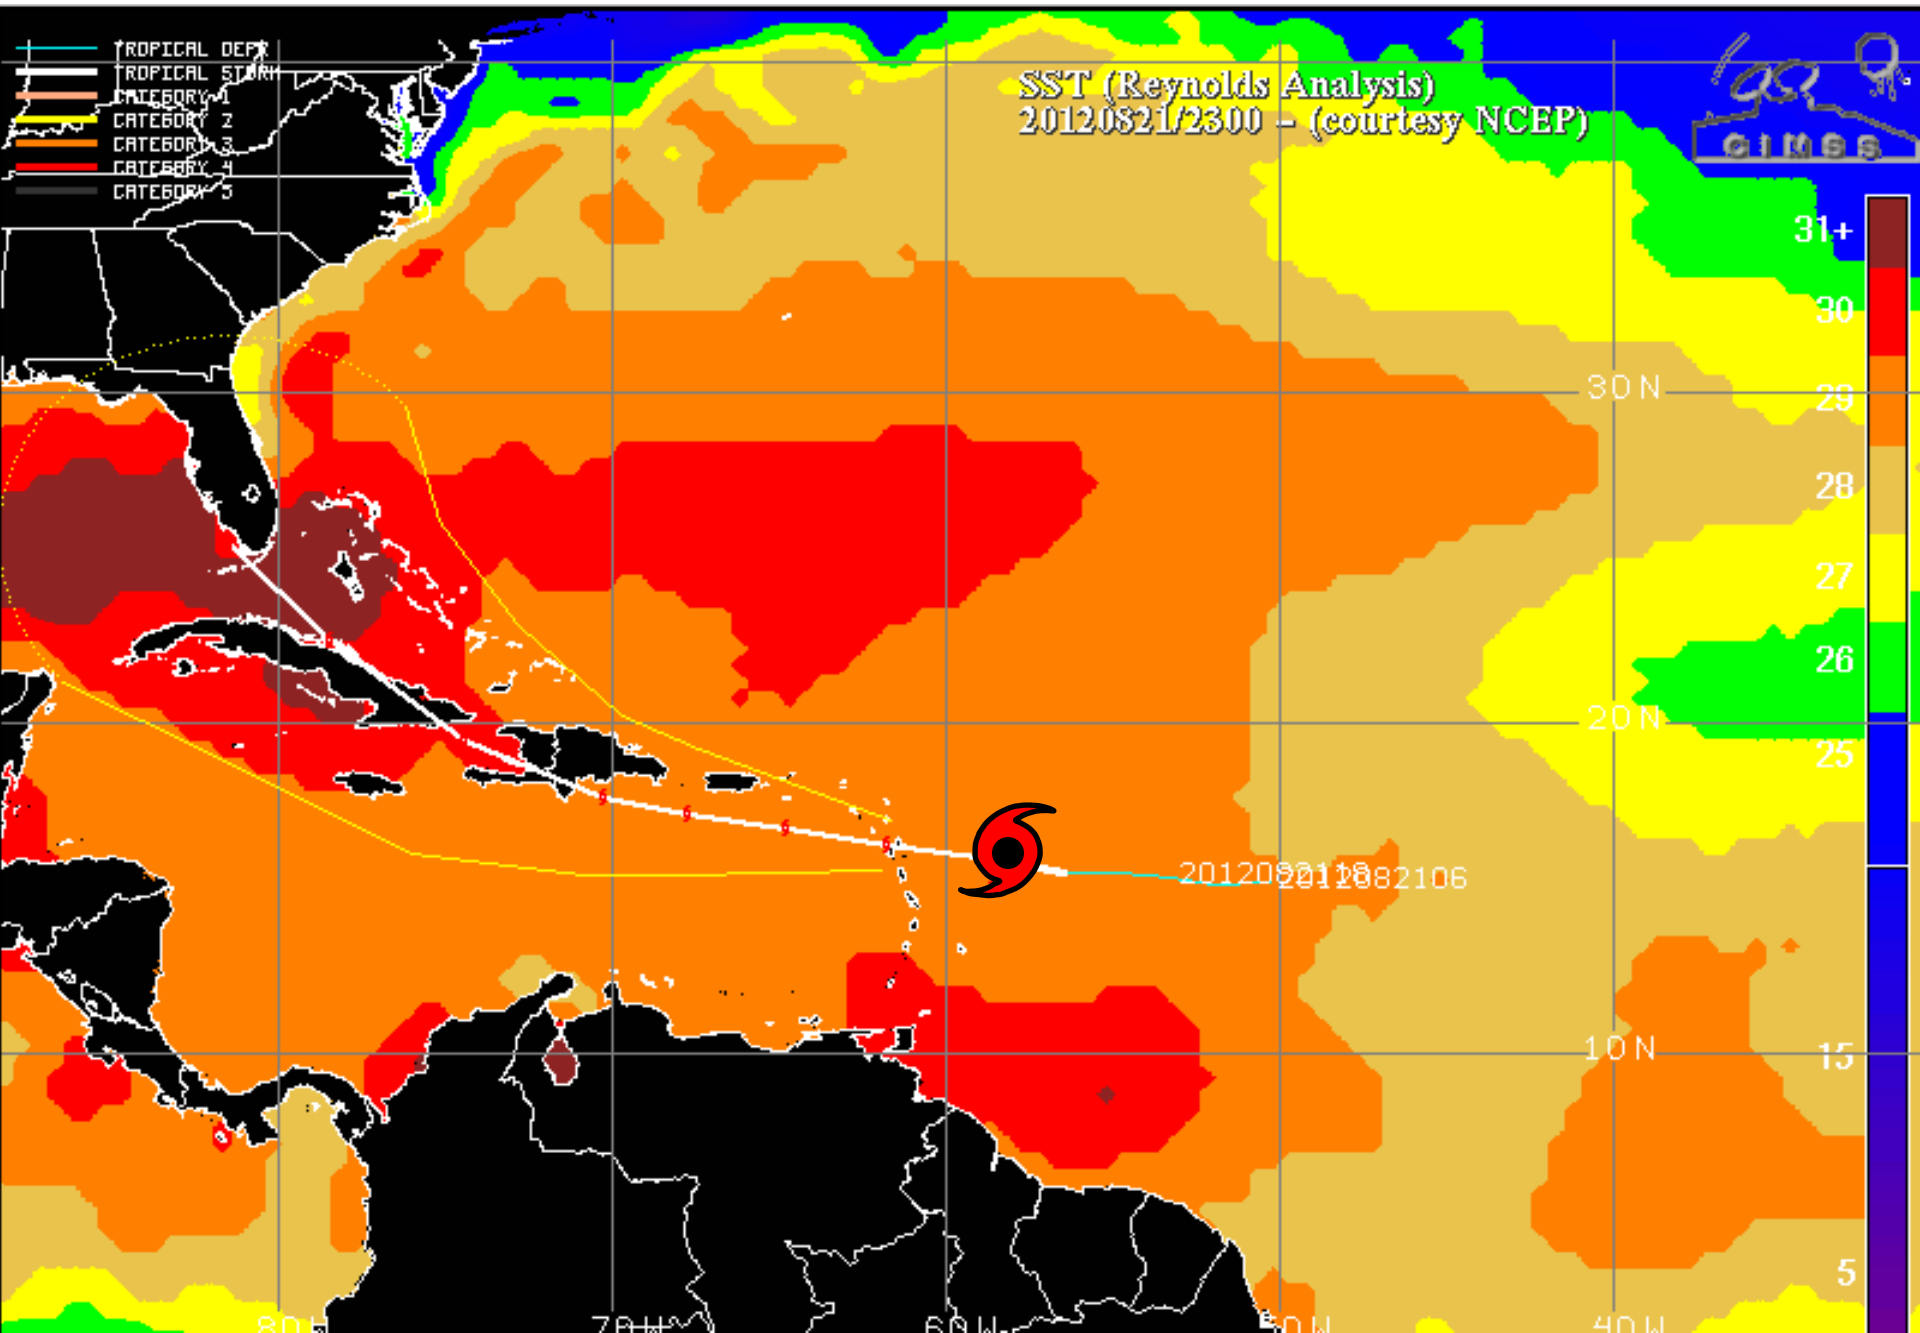 TROPICAL DEPR
TROPICAL STORM
CATEGORY 1
CATEGORY 2
CATEGORY 3
CATEGORY 4
CATEGORY 5
SST (Reynolds Analysis)
20120821/2300 - (courtesy NCEP)
CIMSS
31+
30
29
28
27
26
25
15
5
30N
20N
10N
2012082118
2012082106
80W
70W
60W
50W
40W